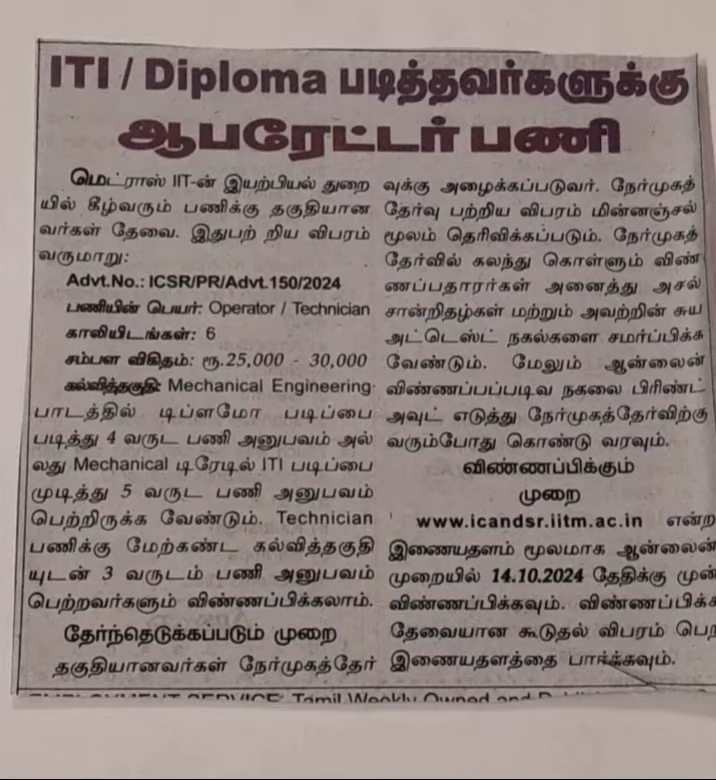 ITI / Diploma படித்தவர்களுக்கு
ஆபரேட்டர் பணி
மெட்ராஸ் IIT-ன் இயற்பியல் துறை
யில் கீழ்வரும் பணிக்கு தகுதியான
வர்கள் தேவை. இதுபற் றிய விபரம்
வருமாறு:
Advt.No.: ICSR/PR/Advt.150/2024
பணியின் பெயர்: Operator / Technician
காலியிடங்கள்: 6
சம்பள விகிதம்: ரூ.25,000 - 30,000
கல்வித்தகுதி: Mechanical Engineering
பாடத்தில் டிப்ளமோ படிப்பை
படித்து 4 வருட பணி அனுபவம் அல்
லது Mechanical டிரேடில் ITI படிப்பை
முடித்து 5 வருட பணி அனுபவம்
பெற்றிருக்க வேண்டும். Technician
பணிக்கு மேற்கண்ட கல்வித்தகுதி
யுடன் 3 வருடம் பணி அனுபவம்
பெற்றவர்களும் விண்ணப்பிக்கலாம்.
தேர்ந்தெடுக்கப்படும் முறை
தகுதியானவர்கள் நேர்முகத்தேர்
வுக்கு அழைக்கப்படுவர். நேர்முகத்
தேர்வு பற்றிய விபரம் மின்னஞ்சல்
மூலம் தெரிவிக்கப்படும். நேர்முகத்
தேர்வில் கலந்து கொள்ளும் விண்
ணப்பதாரர்கள் அனைத்து அசல்
சான்றிதழ்கள் மற்றும் அவற்றின் சுய
அட்டெஸ்ட் நகல்களை சமர்ப்பிக்க
வேண்டும். மேலும் ஆன்லைன்
விண்ணப்பப்படிவ நகலை பிரிண்ட்
அவுட் எடுத்து நேர்முகத்தேர்விற்கு
வரும்போது கொண்டு வரவும்.
விண்ணப்பிக்கும்
முறை
www.icandsr.iitm.ac.in என்ற
இணையதளம் மூலமாக ஆன்லைன்
முறையில் 14.10.2024 தேதிக்கு முன்
விண்ணப்பிக்கவும். விண்ணப்பிக்க
தேவையான கூடுதல் விபரம் பெற
இணையதளத்தை பார்க்கவும்.
EMPLOYMENT SERVICE: Tamil Weekly Owned and